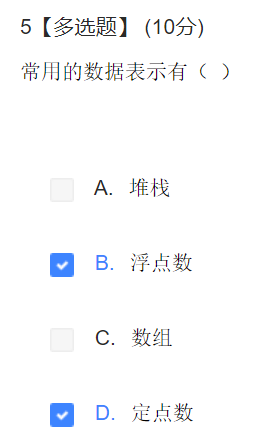 5【多选题】 (10分)
常用的数据表示有（ ）
A. 堆栈
B. 浮点数
C. 数组
D. 定点数